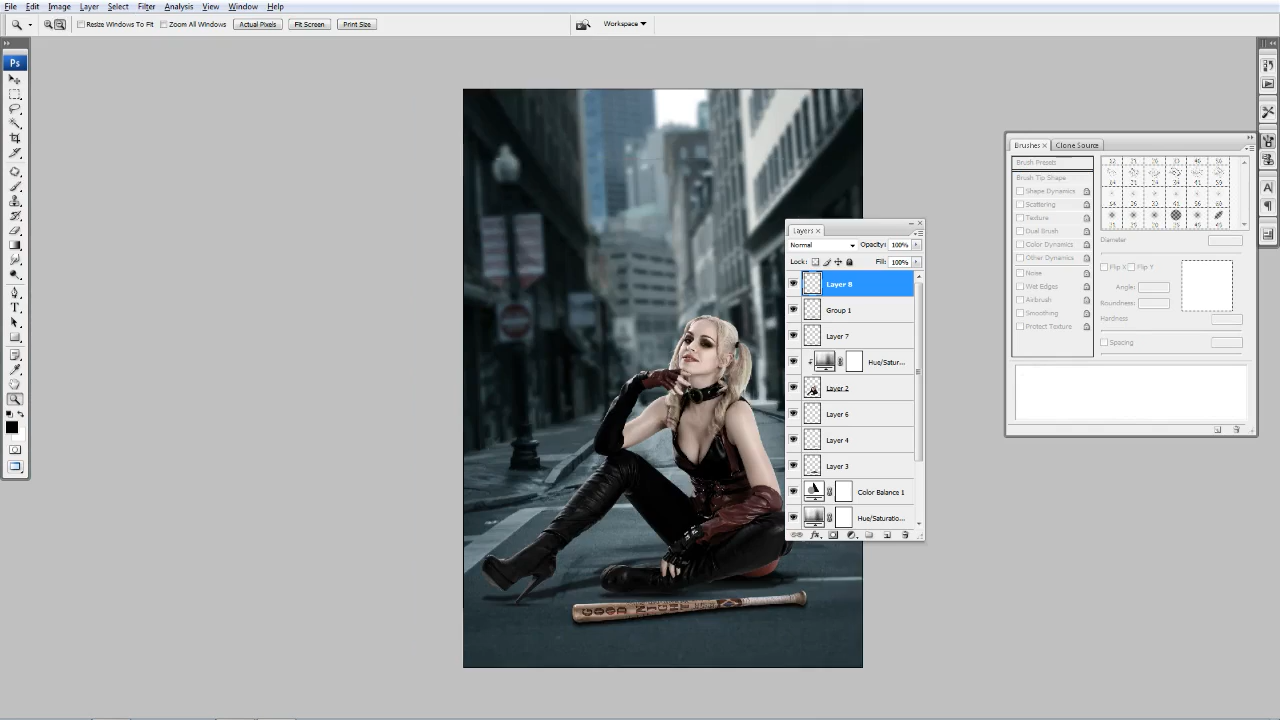 File Edit Image Layer Select Filter Analysis View Window Help
Resize Windows To Fit Zoom All Windows Actual Pixels Fit Screen Print Size Workspace
Ps
Brushes Clone Source
Brush Presets
Brush Tip Shape
Shape Dynamics
Scattering
Texture
Dual Brush
Color Dynamics
Other Dynamics
Noise
Wet Edges
Airbrush
Smoothing
Protect Texture
Diameter
Flip X Flip Y
Angle:
Roundness:
Hardness
Spacing
Layers
Normal Opacity: 100%
Lock: Fill: 100%
Layer 8
Group 1
Layer 7
Hue/Satur...
Layer 2
Layer 6
Layer 4
Layer 3
Color Balance 1
Hue/Saturatio...
GOOD NIGHT